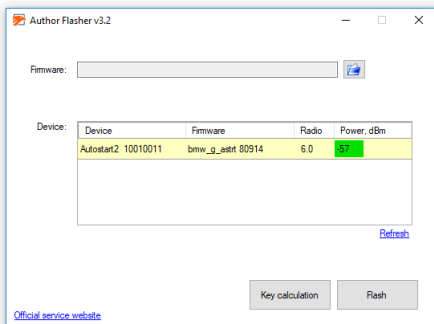 Author Flasher v3.2
Firmware:
Device:
Device Firmware Radio Power, dBm
Autostart2 10010011 bmw_g_astrt 80914 6.0 -57
Refresh
Key calculation Flash
Official service website